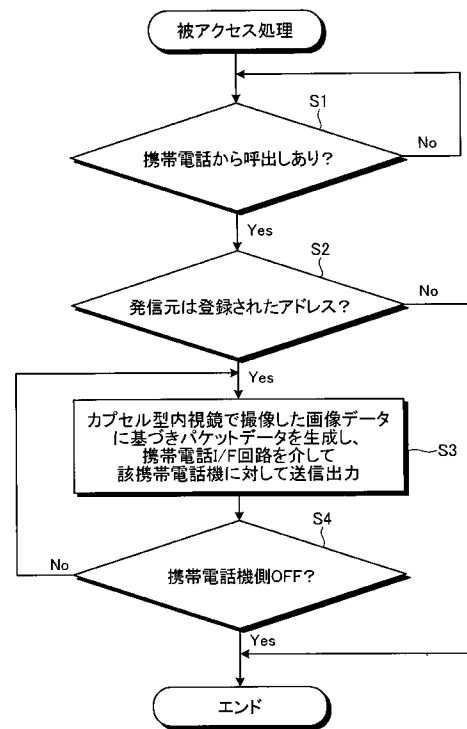 被アクセス処理
S1
携帯電話から呼出しあり？
No
Yes
S2
発信元は登録されたアドレス？
No
Yes
カプセル型内視鏡で撮像した画像データ
に基づきパケットデータを生成し、
携帯電話I/F回路を介して
該携帯電話機に対して送信出力
S3
S4
携帯電話機側OFF？
No
Yes
エンド